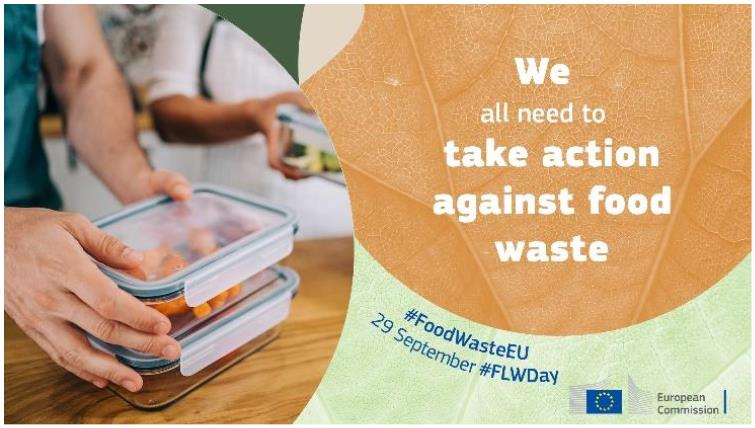 We
all need to
take action
against food
waste
#FoodWasteEU
29 September #FLWDay
European
Commission